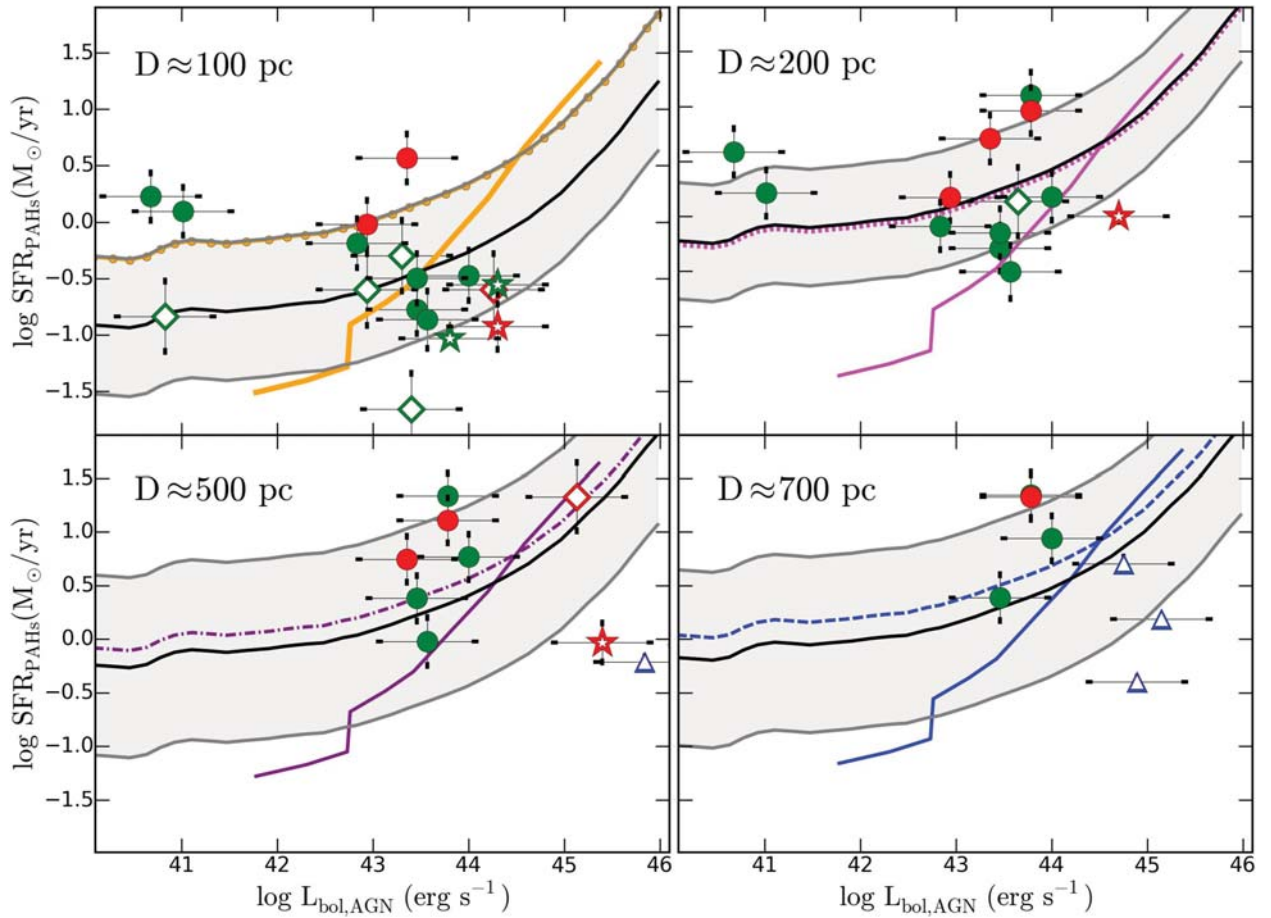 D ≈ 100 pc
D ≈ 200 pc
1.5
1.0
0.5
0.0
−0.5
−1.0
−1.5
log SFR_PAHs (M_⊙/yr)
D ≈ 500 pc
D ≈ 700 pc
1.5
1.0
0.5
0.0
−0.5
−1.0
−1.5
log SFR_PAHs (M_⊙/yr)
41 42 43 44 45 46
41 42 43 44 45 46
log L_bol,AGN (erg s⁻¹)
log L_bol,AGN (erg s⁻¹)